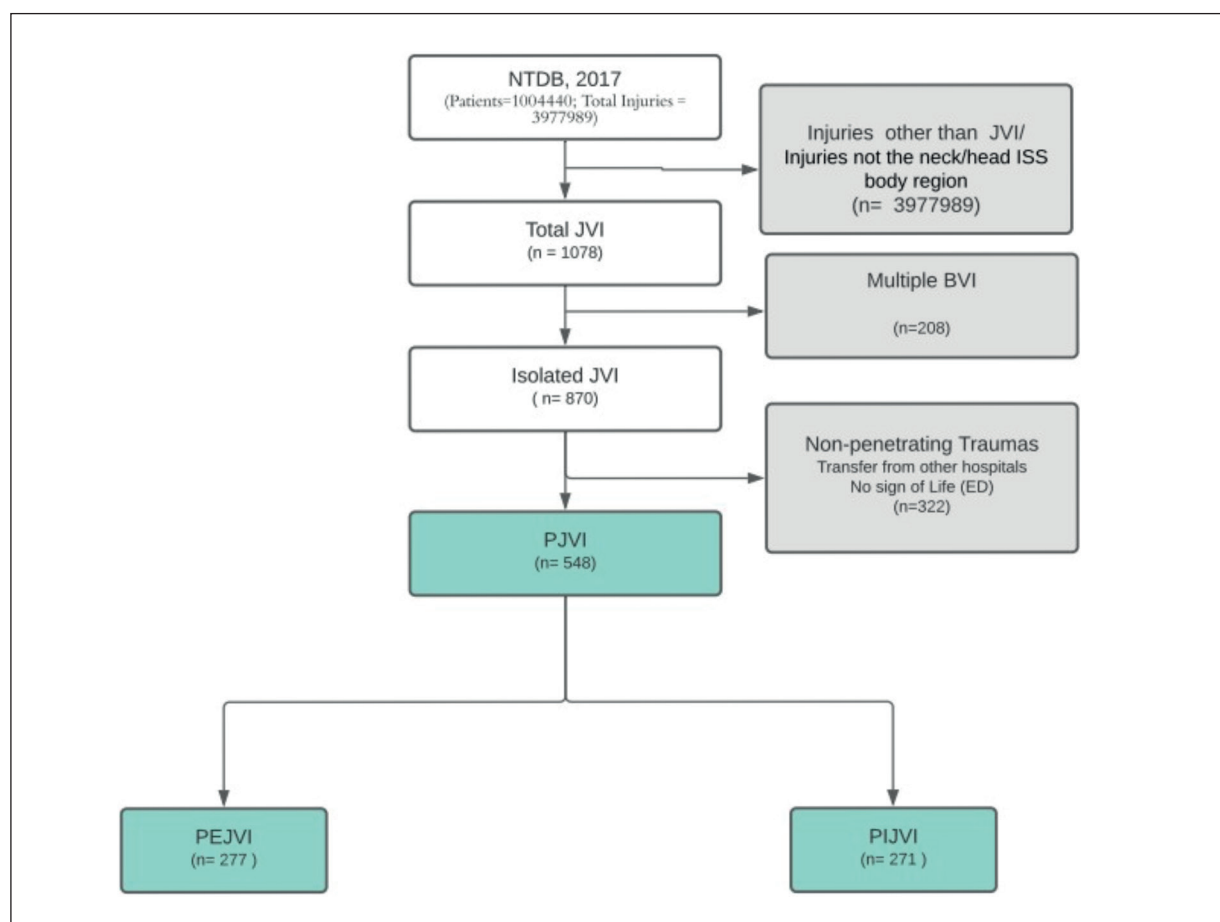 NTDB, 2017
(Patients=1004440; Total Injuries =
3977989)
Injuries other than JVI/
Injuries not the neck/head ISS
body region
(n= 3977989)
Total JVI
(n = 1078)
Multiple BVI
(n=208)
Isolated JVI
( n= 870)
Non-penetrating Traumas
Transfer from other hospitals
No sign of Life (ED)
(n=322)
PJVI
(n= 548)
PEJVI
(n= 277 )
PIJVI
(n= 271 )